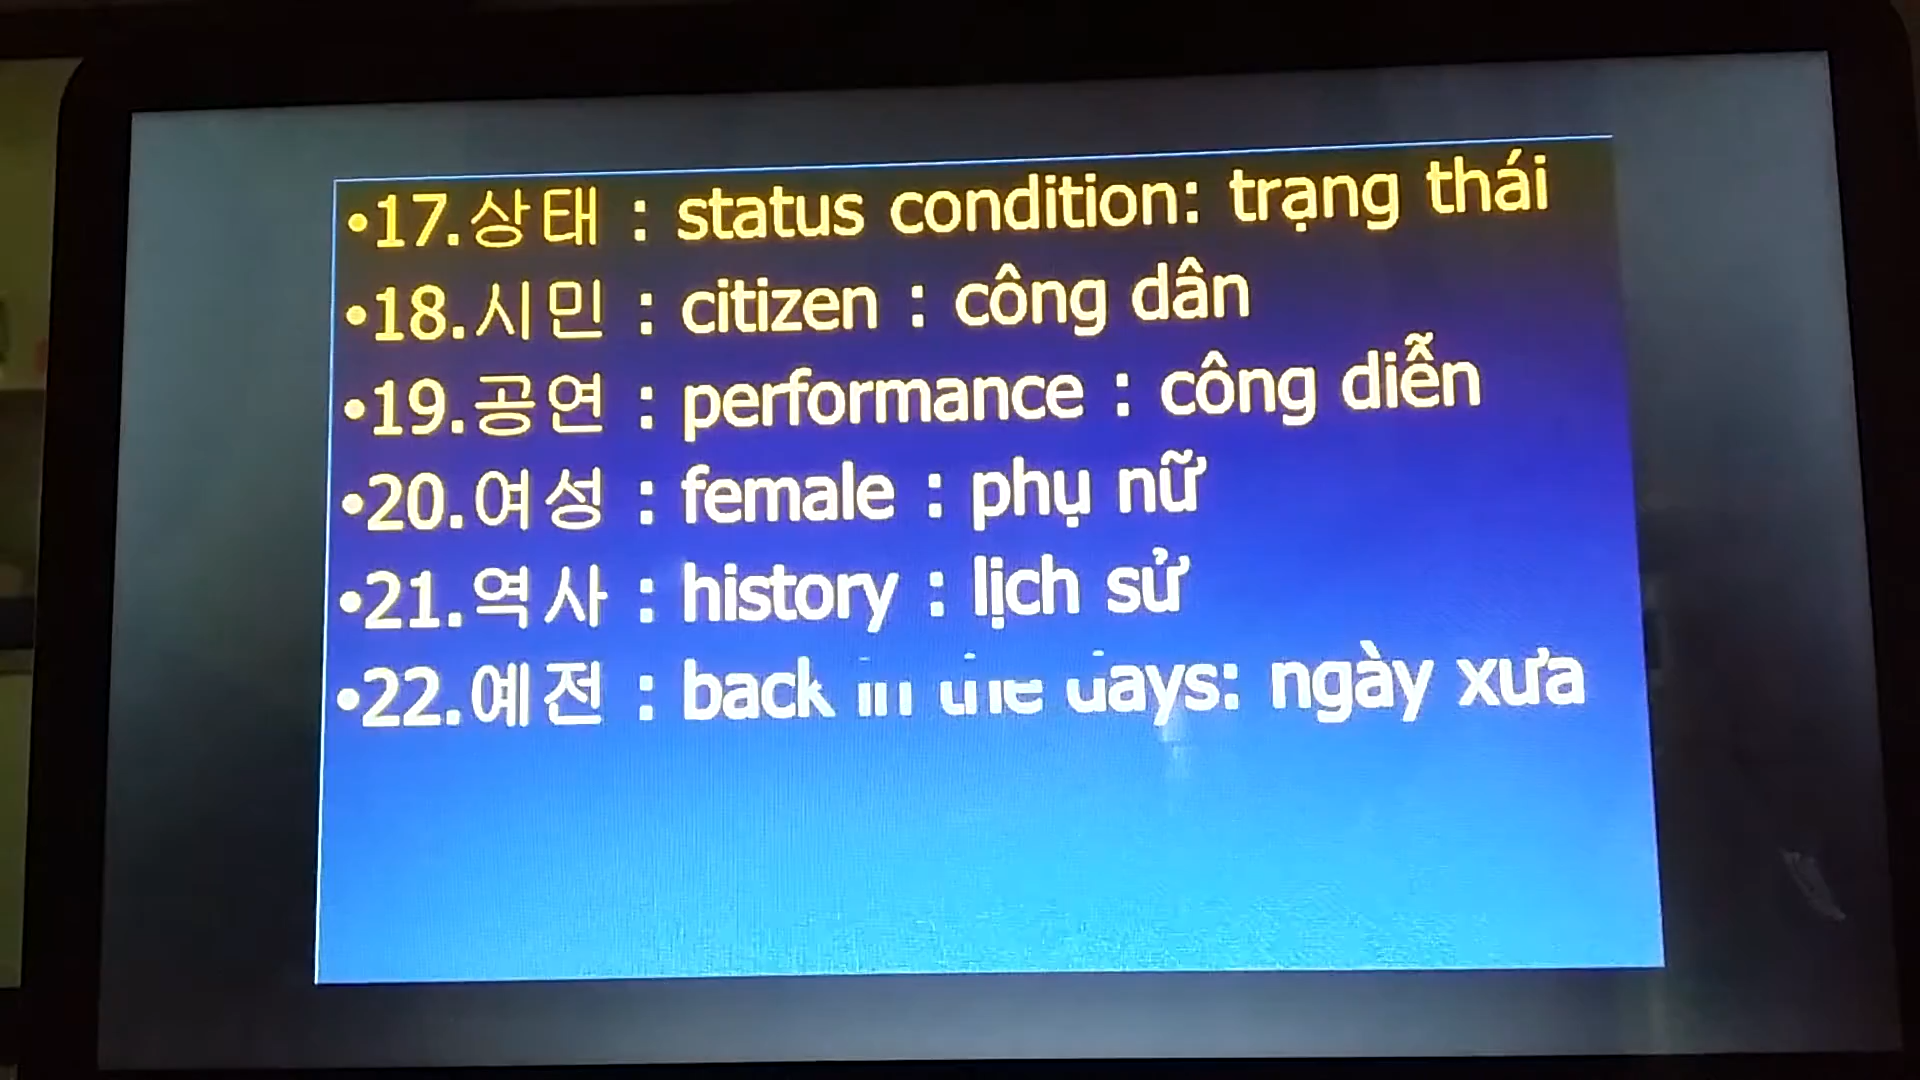 •17.상태 : status condition: trạng thái
•18.시민 : citizen : công dân
•19.공연 : performance : công diễn
•20.여성 : female : phụ nữ
•21.역사 : history : lịch sử
•22.예전 : back in the days: ngày xưa